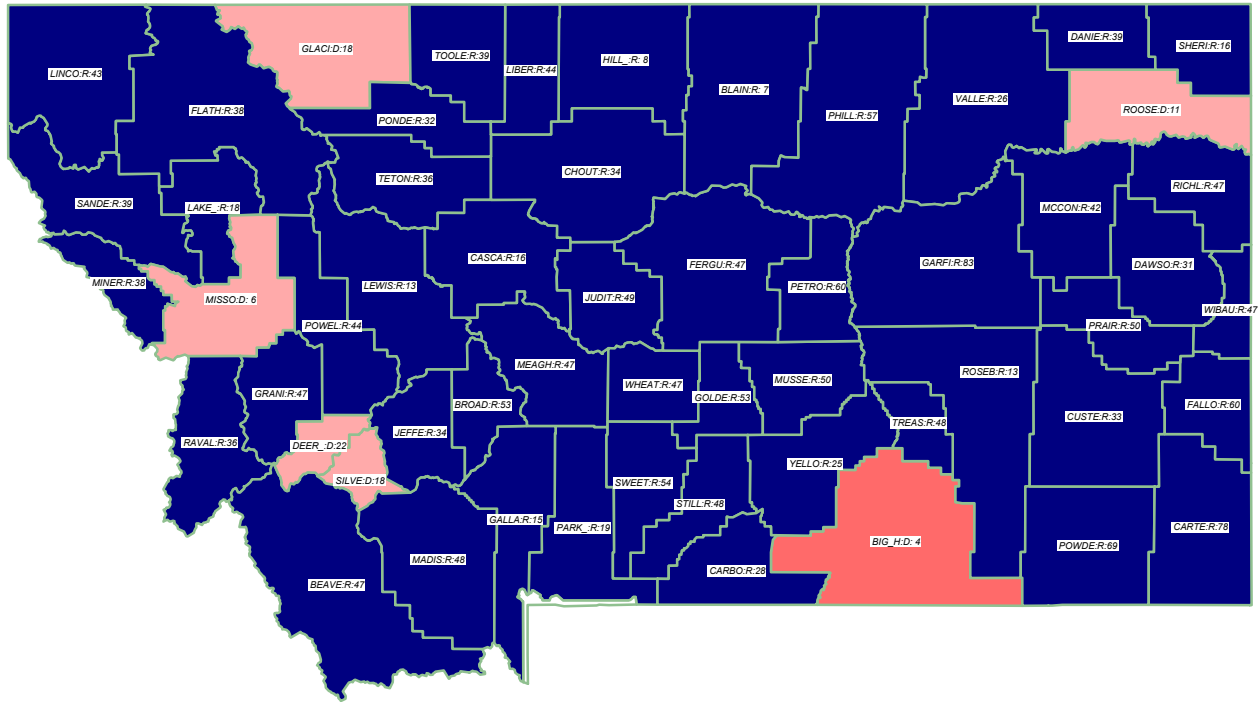 DANIE:R:39
SHERI:R:16
GLACI:D:18
TOOLE:R:39
HILL_:R: 8
LIBER:R:44
LINCO:R:43
BLAIN:R: 7
VALLE:R:26
FLATH:R:38
ROOSE:D:11
PHILL:R:57
PONDE:R:32
CHOUT:R:34
TETON:R:36
RICHL:R:47
SANDE:R:39
LAKE_:R:18
MCCON:R:42
CASCA:R:16
FERGU:R:47
GARFI:R:83
DAWSO:R:31
MINER:R:38
LEWIS:R:13
PETRO:R:60
MISSO:D: 6
JUDIT:R:49
WIBAU:R:47
POWEL:R:44
PRAIR:R:50
MEAGH:R:47
ROSEB:R:13
WHEAT:R:47
MUSSE:R:50
GRANI:R:47
GOLDE:R:53
BROAD:R:53
FALLO:R:60
CUSTE:R:33
TREAS:R:48
JEFFE:R:34
RAVAL:R:36
DEER_:D:22
YELLO:R:25
SILVE:D:18
SWEET:R:54
STILL:R:48
GALLA:R:15
PARK_:R:19
CARTE:R:78
BIG_H:D: 4
POWDE:R:69
MADIS:R:48
CARBO:R:28
BEAVE:R:47